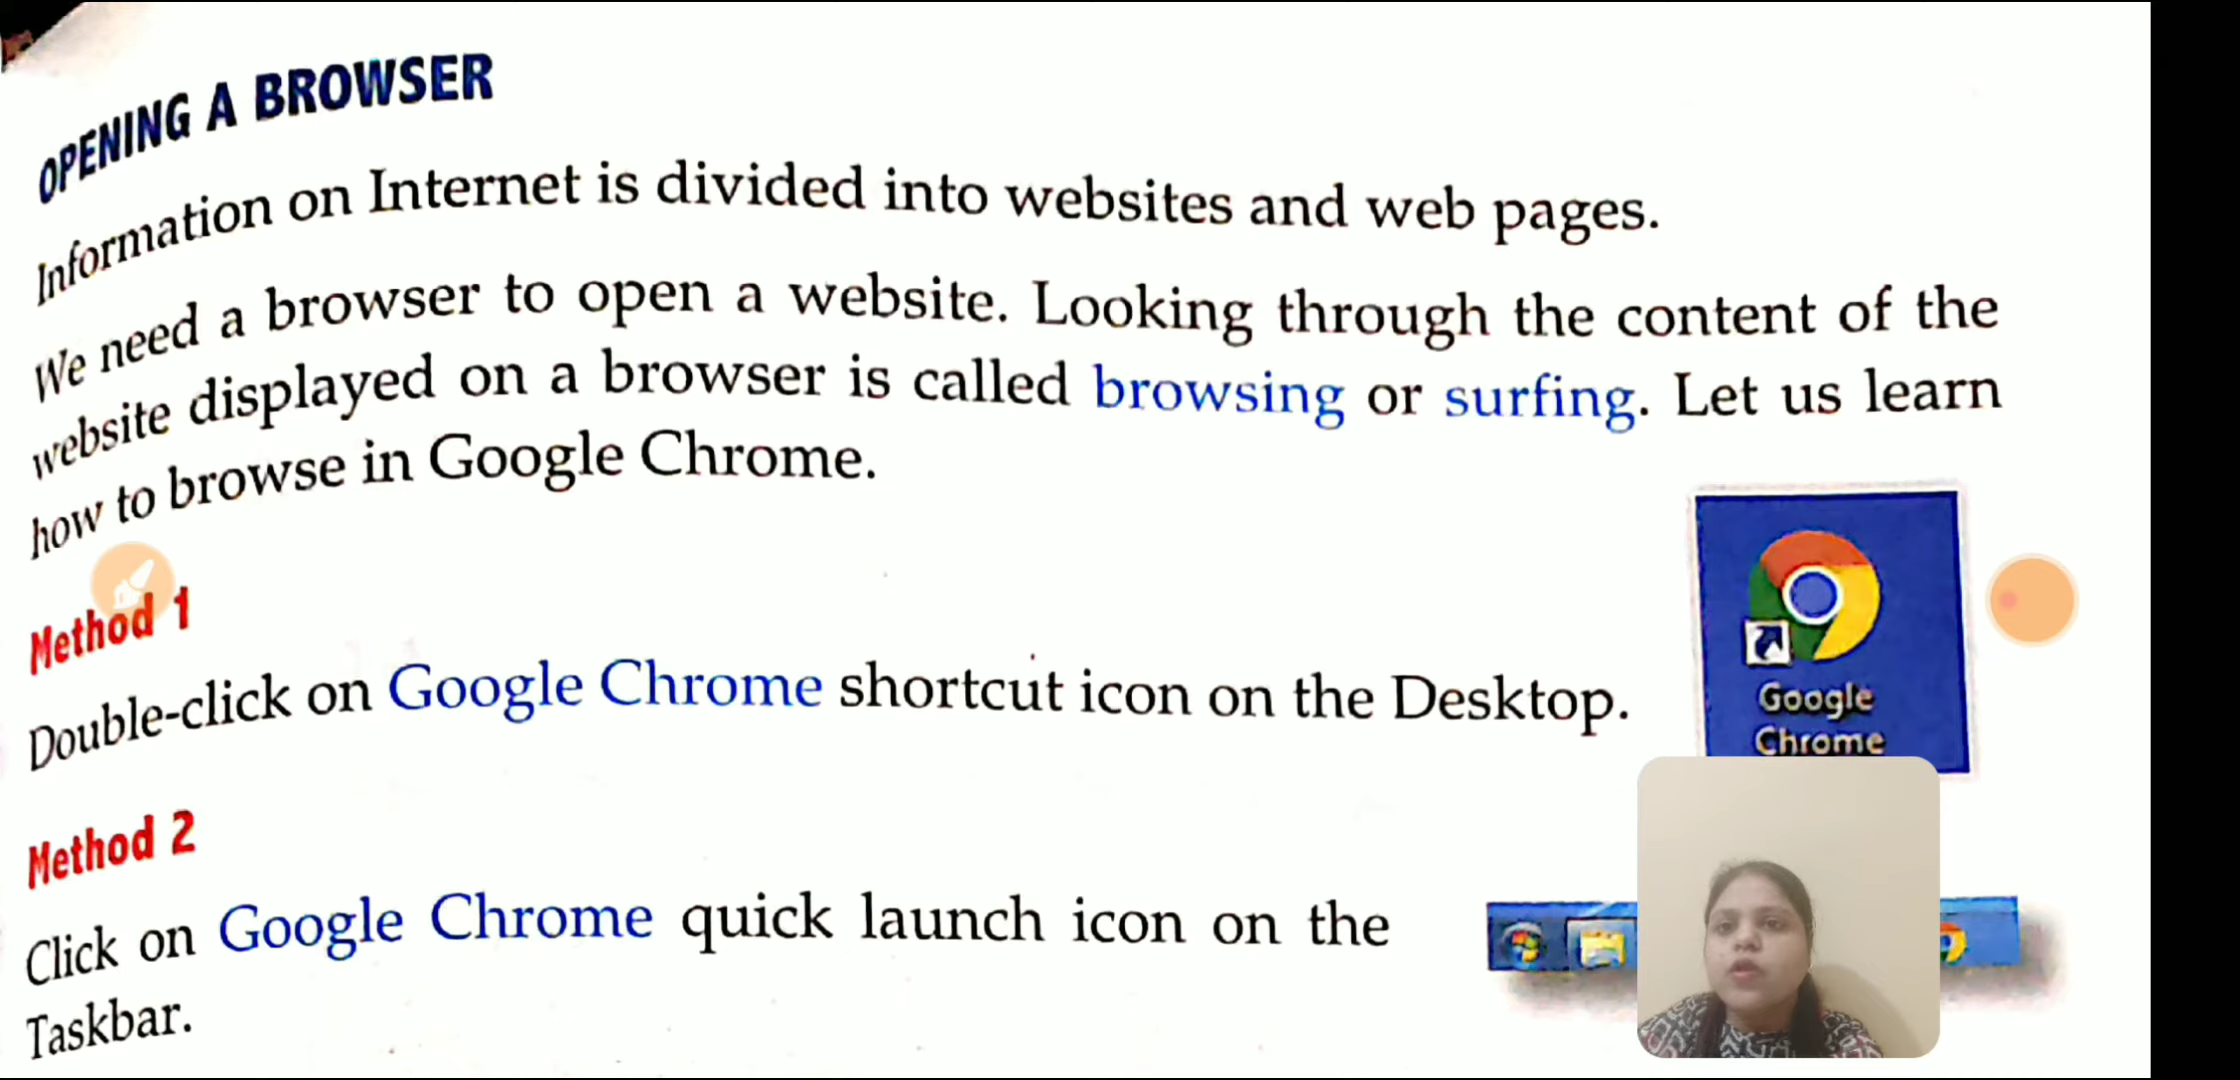 OPENING A BROWSER
Information on Internet is divided into websites and web pages.
We need a browser to open a website. Looking through the content of the
website displayed on a browser is called browsing or surfing. Let us learn
how to browse in Google Chrome.
Method 1
Double-click on Google Chrome shortcut icon on the Desktop.
Google
Chrome
Method 2
Click on Google Chrome quick launch icon on the
Taskbar.